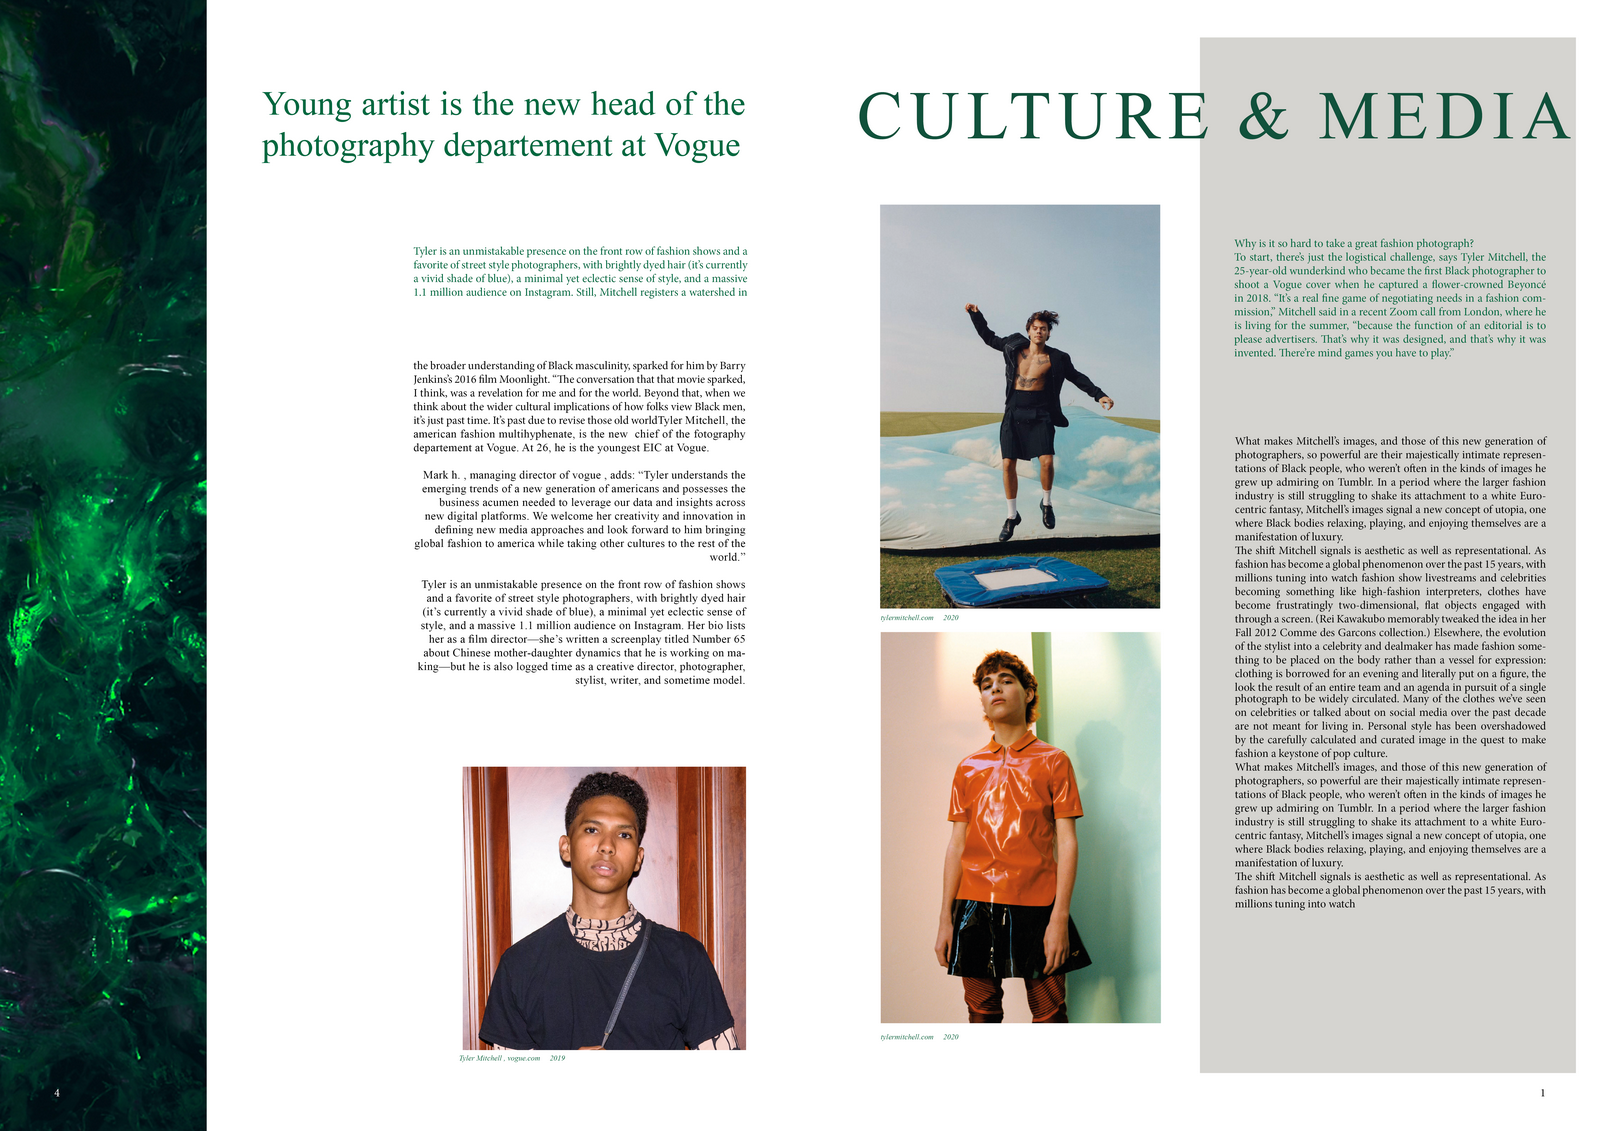 Young artist is the new head of the
photography departement at Vogue
Tyler is an unmistakable presence on the front row of fashion shows and a
favorite of street style photographers, with brightly dyed hair (it's currently
a vivid shade of blue), a minimal yet eclectic sense of style, and a massive
1.1 million audience on Instagram. Still, Mitchell registers a watershed in
the broader understanding of Black masculinity, sparked for him by Barry
Jenkins's 2016 film Moonlight. “The conversation that that movie sparked,
I think, was a revelation for me and for the world. Beyond that, when we
think about the wider cultural implications of how folks view Black men,
it's just past time. It's past due to revise those old worldTyler Mitchell, the
american fashion multihyphenate, is the new chief of the fotography
departement at Vogue. At 26, he is the youngest EIC at Vogue.
Mark h. , managing director of vogue , adds: “Tyler understands the
emerging trends of a new generation of americans and possesses the
business acumen needed to leverage our data and insights across
new digital platforms. We welcome her creativity and innovation in
defining new media approaches and look forward to him bringing
global fashion to america while taking other cultures to the rest of the
world.”
Tyler is an unmistakable presence on the front row of fashion shows
and a favorite of street style photographers, with brightly dyed hair
(it's currently a vivid shade of blue), a minimal yet eclectic sense of
style, and a massive 1.1 million audience on Instagram. Her bio lists
her as a film director—she's written a screenplay titled Number 65
about Chinese mother-daughter dynamics that he is working on ma-
king—but he is also logged time as a creative director, photographer,
stylist, writer, and sometime model.
Tyler Mitchell , vogue.com 2019
4
CULTURE & MEDIA
tylermitchell.com 2020
tylermitchell.com 2020
Why is it so hard to take a great fashion photograph?
To start, there's just the logistical challenge, says Tyler Mitchell, the
25-year-old wunderkind who became the first Black photographer to
shoot a Vogue cover when he captured a flower-crowned Beyoncé
in 2018. “It's a real fine game of negotiating needs in a fashion com-
mission,” Mitchell said in a recent Zoom call from London, where he
is living for the summer, “because the function of an editorial is to
please advertisers. That's why it was designed, and that's why it was
invented. There're mind games you have to play.”
What makes Mitchell's images, and those of this new generation of
photographers, so powerful are their majestically intimate represen-
tations of Black people, who weren't often in the kinds of images he
grew up admiring on Tumblr. In a period where the larger fashion
industry is still struggling to shake its attachment to a white Euro-
centric fantasy, Mitchell's images signal a new concept of utopia, one
where Black bodies relaxing, playing, and enjoying themselves are a
manifestation of luxury.
The shift Mitchell signals is aesthetic as well as representational. As
fashion has become a global phenomenon over the past 15 years, with
millions tuning into watch fashion show livestreams and celebrities
becoming something like high-fashion interpreters, clothes have
become frustratingly two-dimensional, flat objects engaged with
through a screen. (Rei Kawakubo memorably tweaked the idea in her
Fall 2012 Comme des Garcons collection.) Elsewhere, the evolution
of the stylist into a celebrity and dealmaker has made fashion some-
thing to be placed on the body rather than a vessel for expression:
clothing is borrowed for an evening and literally put on a figure, the
look the result of an entire team and an agenda in pursuit of a single
photograph to be widely circulated. Many of the clothes we've seen
on celebrities or talked about on social media over the past decade
are not meant for living in. Personal style has been overshadowed
by the carefully calculated and curated image in the quest to make
fashion a keystone of pop culture.
What makes Mitchell's images, and those of this new generation of
photographers, so powerful are their majestically intimate represen-
tations of Black people, who weren't often in the kinds of images he
grew up admiring on Tumblr. In a period where the larger fashion
industry is still struggling to shake its attachment to a white Euro-
centric fantasy, Mitchell's images signal a new concept of utopia, one
where Black bodies relaxing, playing, and enjoying themselves are a
manifestation of luxury.
The shift Mitchell signals is aesthetic as well as representational. As
fashion has become a global phenomenon over the past 15 years, with
millions tuning into watch
1